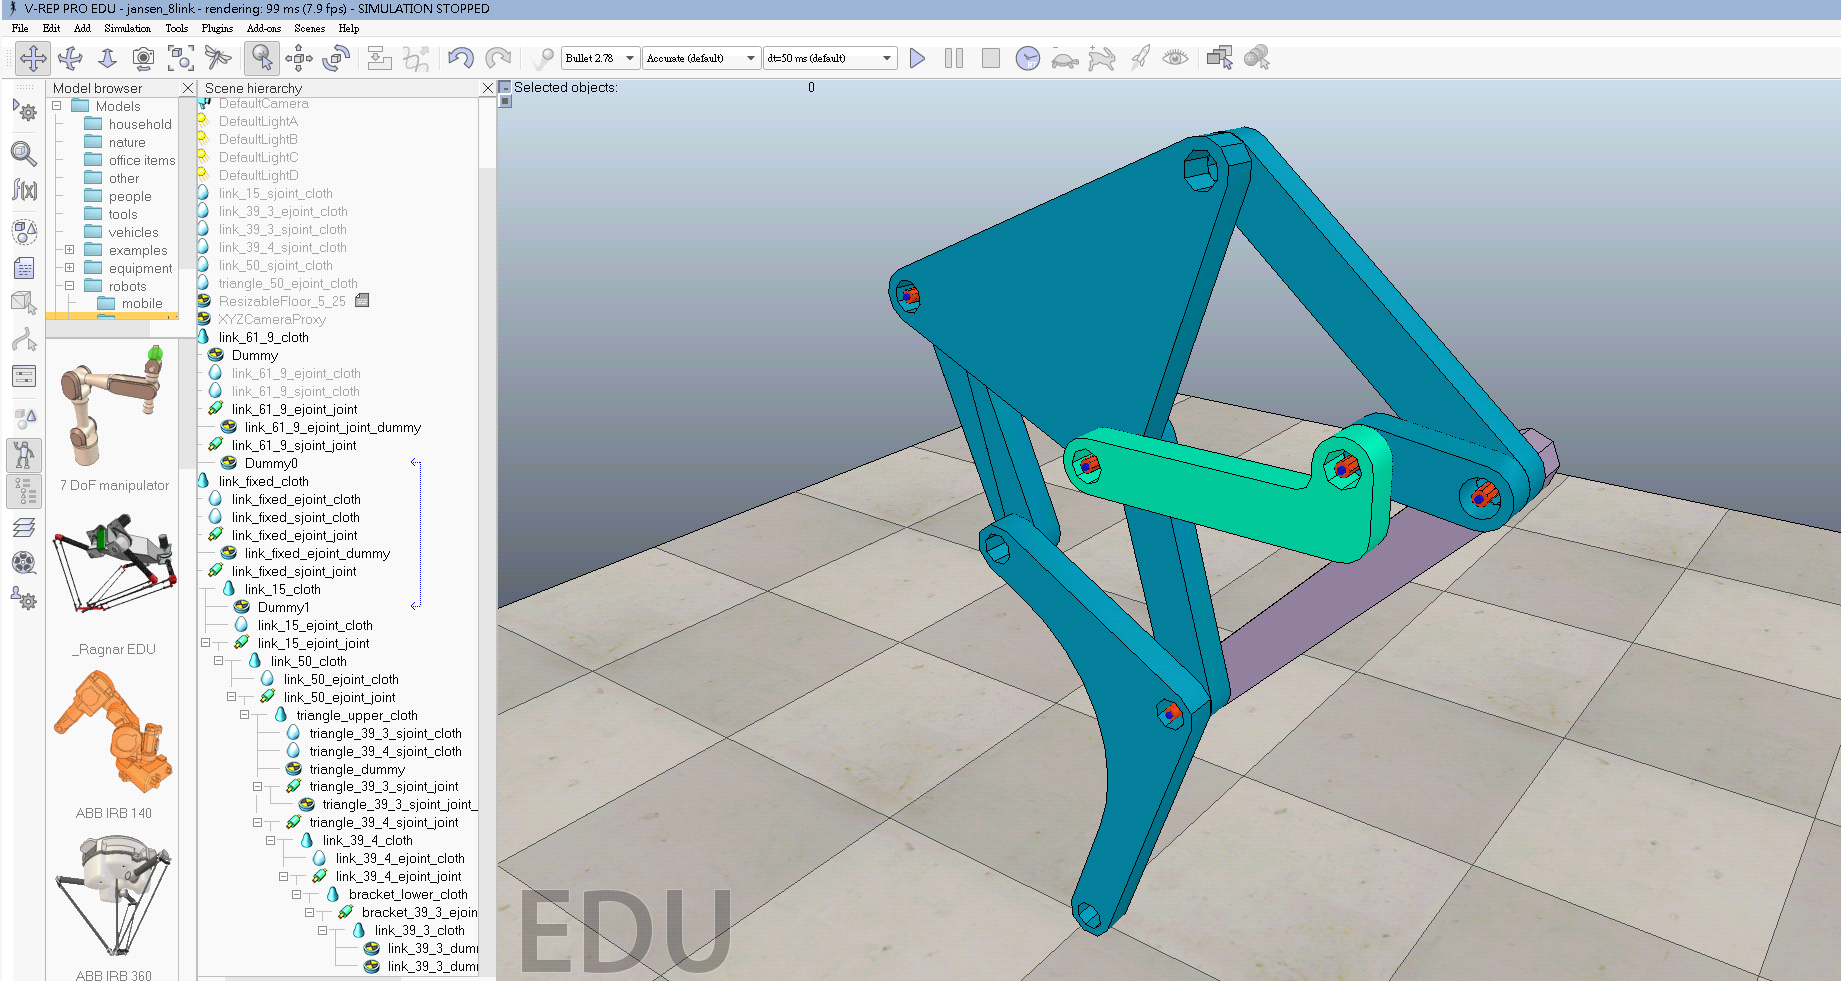 V-REP PRO EDU - jansen_8link - rendering: 99 ms (7.9 fps) - SIMULATION STOPPED
File Edit Add Simulation Tools Plugins Add-ons Scenes Help
Bullet 2.78 Accurate (default) dt=50 ms (default)
Model browser
Models
household
nature
office items
other
people
tools
vehicles
examples
equipment
robots
mobile
7 DoF manipulator
_Ragnar EDU
ABB IRB 140
ABB IRB 360
Scene hierarchy
DefaultCamera
DefaultLightA
DefaultLightB
DefaultLightC
DefaultLightD
link_15_sjoint_cloth
link_39_3_ejoint_cloth
link_39_3_sjoint_cloth
link_39_4_sjoint_cloth
link_50_sjoint_cloth
triangle_50_ejoint_cloth
ResizableFloor_5_25
XYZCameraProxy
link_61_9_cloth
Dummy
link_61_9_ejoint_cloth
link_61_9_sjoint_cloth
link_61_9_ejoint_joint
link_61_9_ejoint_joint_dummy
link_61_9_sjoint_joint
Dummy0
link_fixed_cloth
link_fixed_ejoint_cloth
link_fixed_sjoint_cloth
link_fixed_ejoint_joint
link_fixed_ejoint_dummy
link_fixed_sjoint_joint
link_15_cloth
Dummy1
link_15_ejoint_cloth
link_15_ejoint_joint
link_50_cloth
link_50_ejoint_cloth
link_50_ejoint_joint
triangle_upper_cloth
triangle_39_3_sjoint_cloth
triangle_39_4_sjoint_cloth
triangle_dummy
triangle_39_3_sjoint_joint
triangle_39_3_sjoint_joint_
triangle_39_4_sjoint_joint
link_39_4_cloth
link_39_4_ejoint_cloth
link_39_4_ejoint_joint
bracket_lower_cloth
bracket_39_3_ejoin
link_39_3_cloth
link_39_3_dum
link_39_3_dum
Selected objects: 0
EDU
f(x)
RT